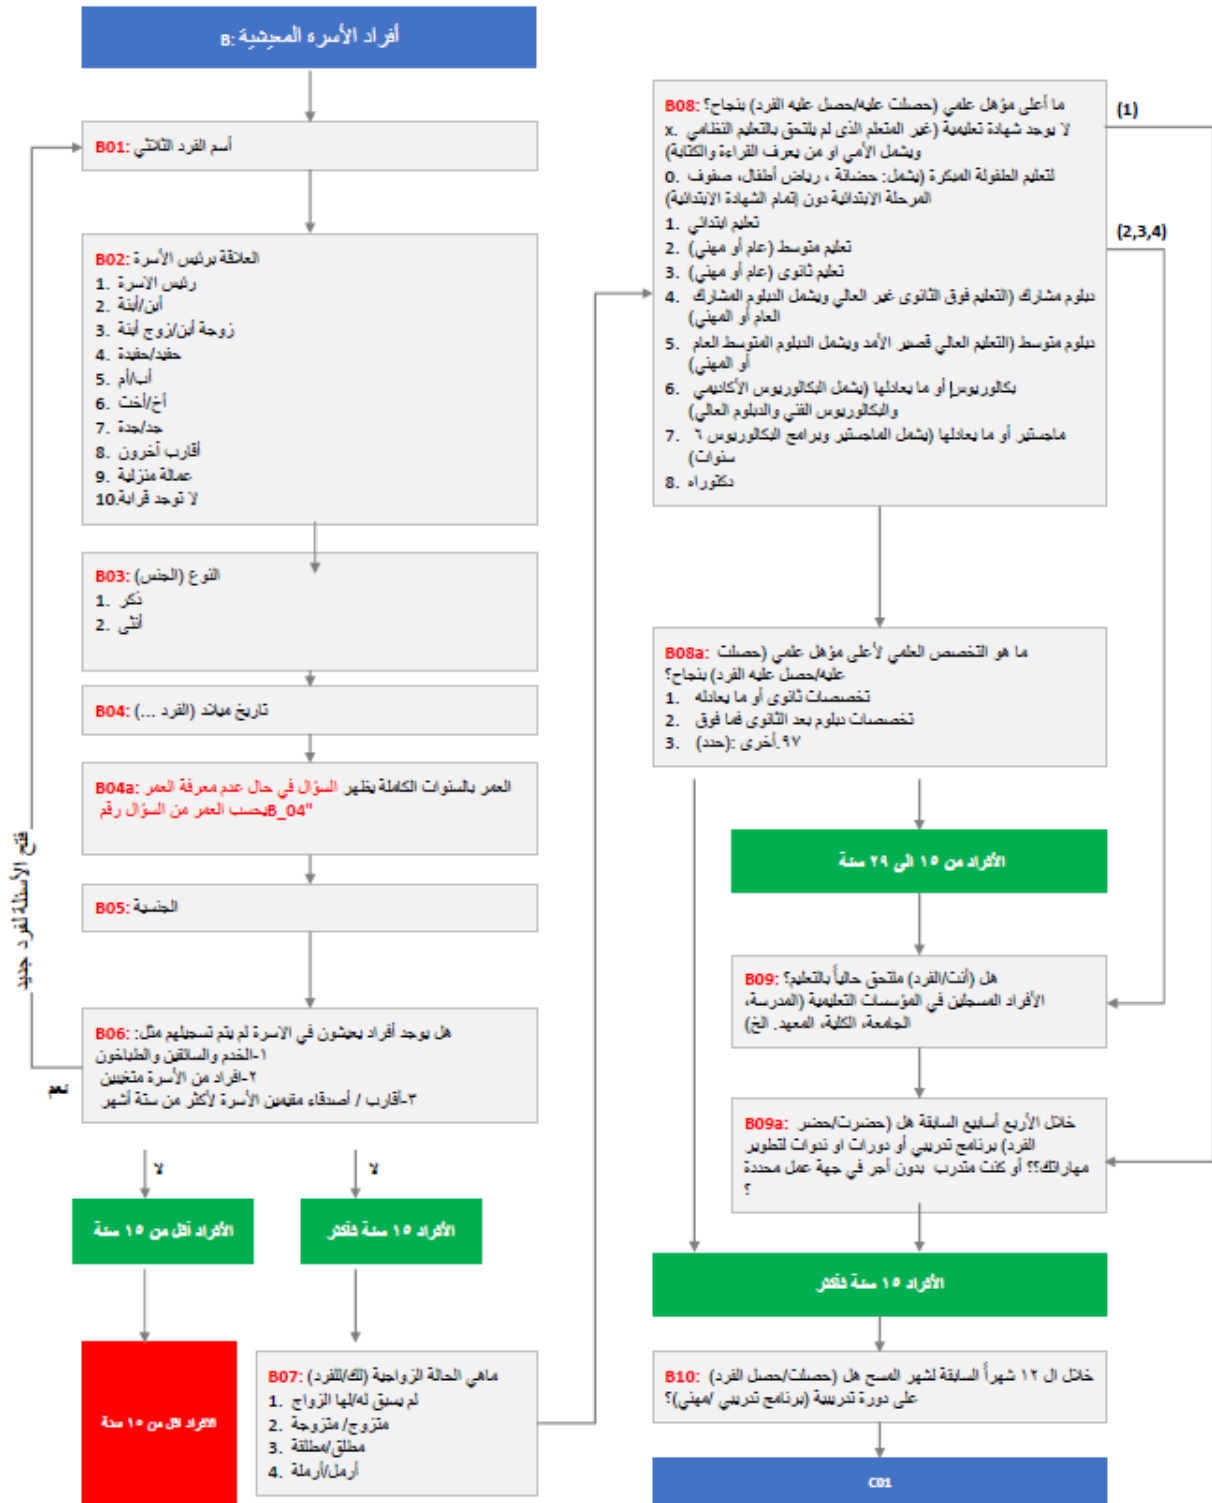 B: أفراد الأسره المعيشية
B01: أسم الفرد الثلاثي
B02: العلاقة برئيس الأسرة
1. رئيس الاسرة
2. أبن/أبنة
3. زوجة أبن/زوج أبنة
4. حفيد/حفيدة
5. أب/أم
6. أخ/أخت
7. جد/جدة
8. أقارب آخرون
9. عمالة منزلية
10. لا توجد قرابة
B03: النوع (الجنس)
1. ذكر
2. أنثى
B04: تاريخ ميلاد (الفرد ...)
B04a: العمر بالسنوات الكاملة يظهر السؤال في حال عدم معرفة العمر
يحسب العمر من السؤال رقم B_04"
B05: الجنسية
B06: هل يوجد أفراد يعيشون في الاسرة لم يتم تسجيلهم مثل:
١-الخدم والسائقين والطباخون
٢-افراد من الأسرة متغيبين
٣-أقارب / أصدقاء مقيمين الأسرة لأكثر من ستة أشهر
نعم
فتح الأسئلة لفرد جديد
لا
لا
الأفراد أقل من ١٥ سنة
الأفراد ١٥ سنة فأكثر
الافراد اقل من ١٥ سنة
B07: ماهي الحالة الزواجية (لك/للفرد)
1. لم يسبق له/لها الزواج
2. متزوج/متزوجة
3. مطلق/مطلقة
4. أرمل/أرملة
B08: ما أعلى مؤهل علمي (حصلت عليه/حصل عليه الفرد) بنجاح؟
x. لا يوجد شهادة تعليمية (غير المتعلم الذى لم يلتحق بالتعليم النظامي
ويشمل الأمي او من يعرف القراءة والكتابة)
0. لتعليم الطفولة المبكرة (يشمل: حضانة ، رياض أطفال، صفوف
المرحلة الابتدائية دون إتمام الشهادة الابتدائية)
1. تعليم ابتدائي
2. تعليم متوسط (عام أو مهني)
3. تعليم ثانوى (عام أو مهني)
4. دبلوم مشارك (التعليم فوق الثانوى غير العالي ويشمل الدبلوم المشارك
العام أو المهني)
5. دبلوم متوسط (التعليم العالي قصير الأمد ويشمل الدبلوم المتوسط العام
أو المهني)
6. بكالوريوس| أو ما يعادلها (يشمل البكالوريوس الأكاديمي
والبكالوريوس الفني والدبلوم العالي)
7. ماجستير أو ما يعادلها (يشمل الماجستير وبرامج البكالوريوس ٦
سنوات)
8. دكتوراه
(1)
(2,3,4)
B08a: ما هو التخصص العلمي لأعلى مؤهل علمي (حصلت
عليه/حصل عليه الفرد) بنجاح؟
1. تخصصات ثانوى أو ما يعادله
2. تخصصات دبلوم بعد الثانوى فما فوق
3. ٩٧.أخرى :(حدد)
الأفراد من ١٥ الى ٢٩ سنة
B09: هل (أنت/الفرد) ملتحق حالياً بالتعليم؟
الأفراد المسجلين في المؤسسات التعليمية (المدرسة،
الجامعة، الكلية، المعهد. الخ)
B09a: خلال الأربع أسابيع السابقة هل (حضرت/حضر
الفرد) برنامج تدريبي أو دورات او ندوات لتطوير
مهاراتك؟؟ أو كنت متدرب بدون أجر في جهة عمل محددة
؟
الأفراد ١٥ سنة فأكثر
B10: خلال ال ١٢ شهراً السابقة لشهر المسح هل (حصلت/حصل الفرد)
على دورة تدريبية (برنامج تدريبي /مهني)؟
C01